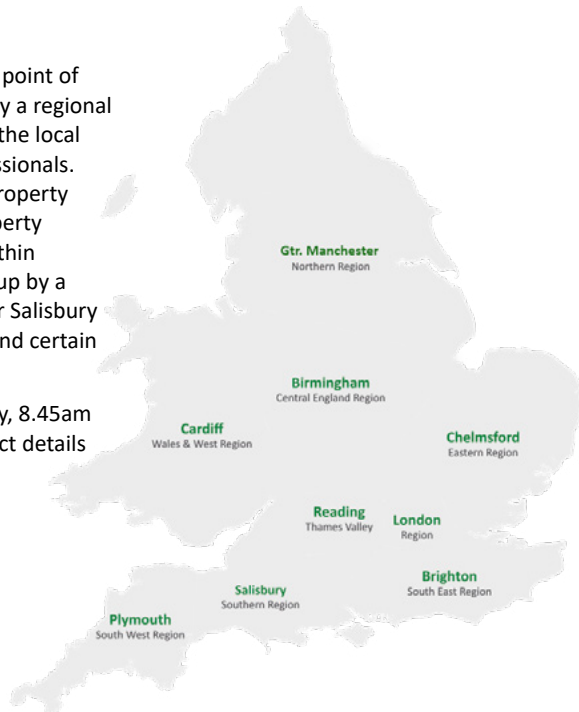 point of
y a regional
the local
ssionals.
roperty
perty
thin
up by a
r Salisbury
nd certain
y, 8.45am
ct details
Gtr. Manchester
Northern Region
Birmingham
Central England Region
Cardiff
Wales & West Region
Chelmsford
Eastern Region
Reading
Thames Valley
London
Region
Brighton
South East Region
Salisbury
Southern Region
Plymouth
South West Region